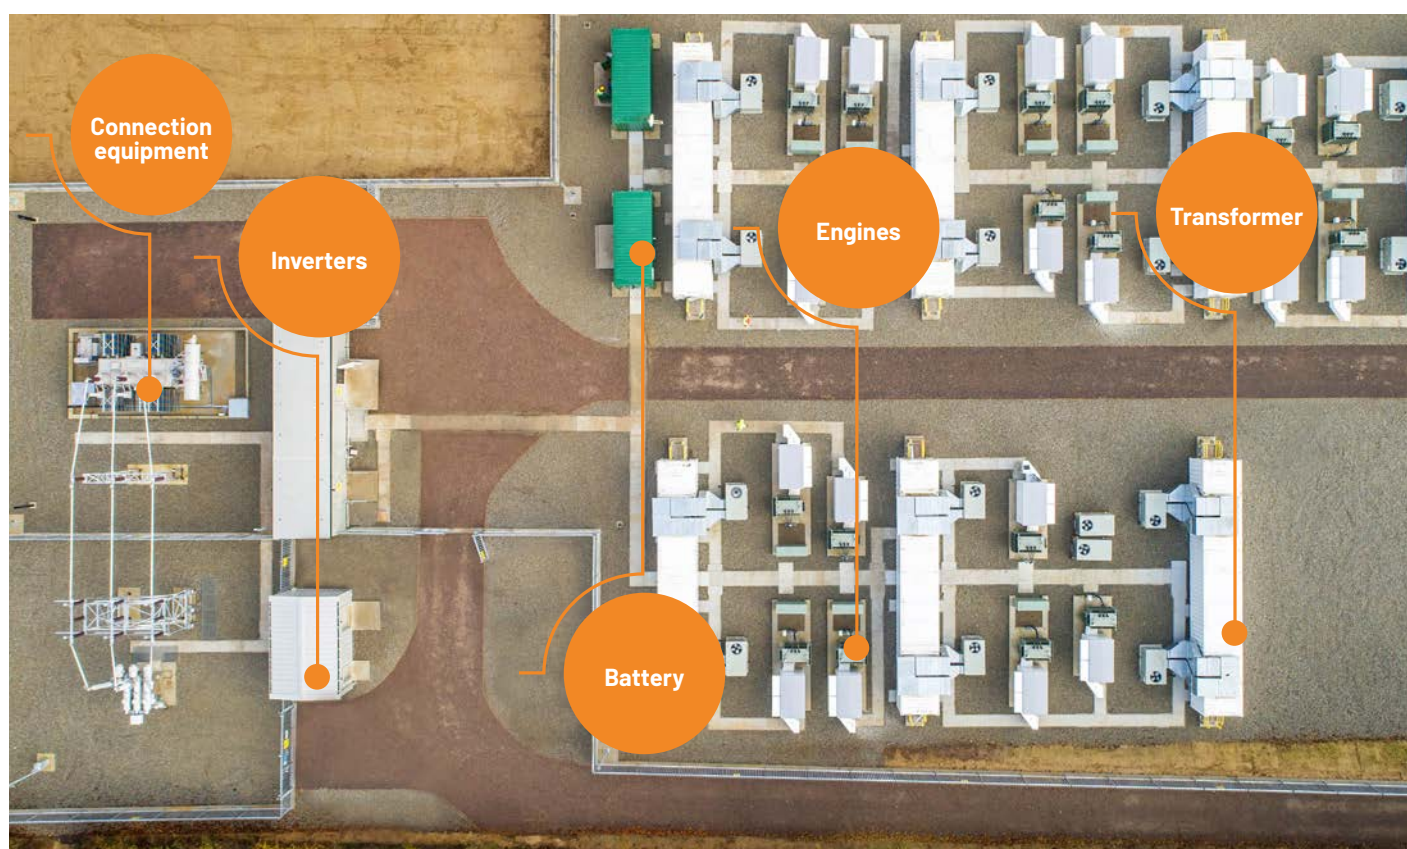 Connection
equipment
Inverters
Engines
Transformer
Battery